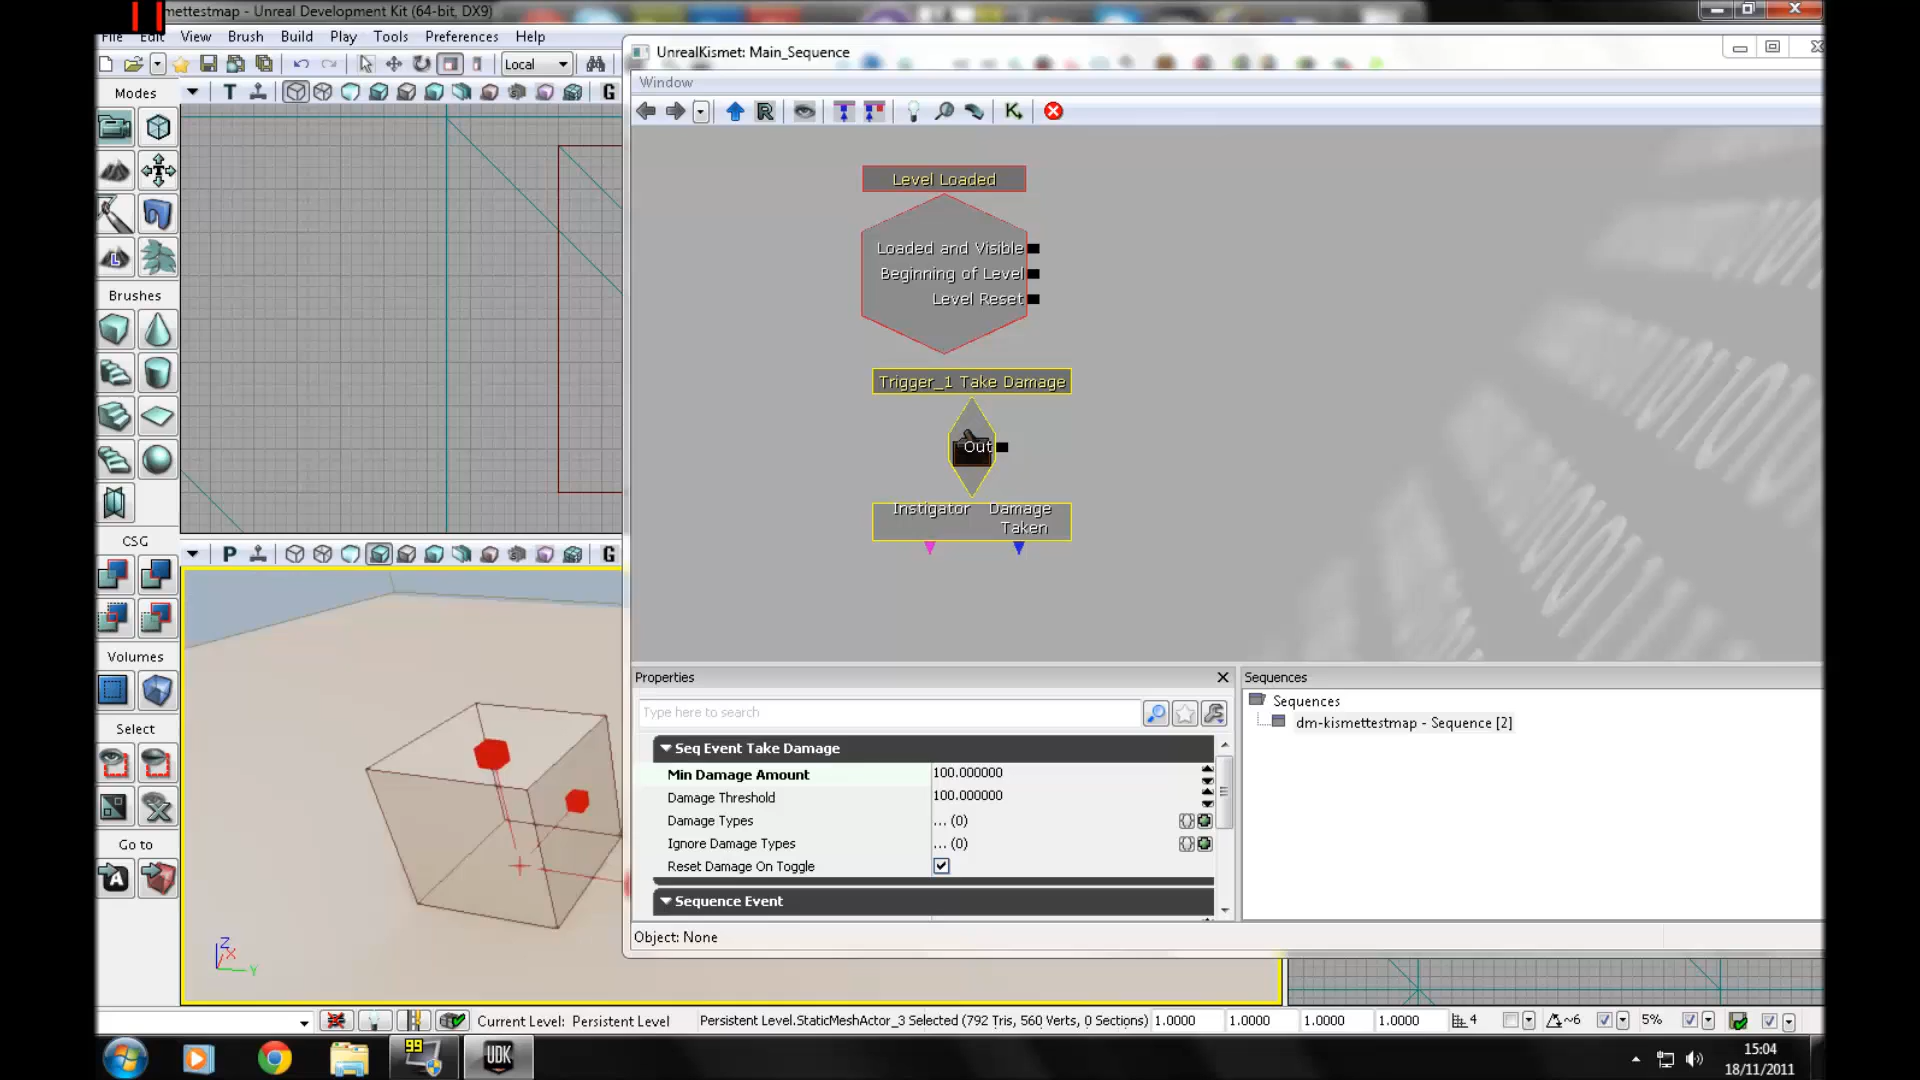 mettestmap - Unreal Development Kit (64-bit, DX9)
File Edit View Brush Build Play Tools Preferences Help
UnrealKismet: Main_Sequence
Window
Local
Modes
T
G
R
K
Level Loaded
Loaded and Visible
Beginning of Level
Level Reset
Trigger_1 Take Damage
Out
Instigator Damage
Taken
Brushes
CSG
P
G
Volumes
Select
Go to
A
L
Z
X
Y
Properties
Type here to search
Seq Event Take Damage
Min Damage Amount 100.000000
Damage Threshold 100.000000
Damage Types ... (0)
Ignore Damage Types ... (0)
Reset Damage On Toggle
Sequence Event
Object: None
Sequences
Sequences
dm-kismettestmap - Sequence [2]
Current Level: Persistent Level Persistent Level.StaticMeshActor_3 Selected (792 Tris, 560 Verts, 0 Sections) 1.0000 1.0000 1.0000 1.0000 4 ~6 5%
99
UDK
15:04
18/11/2011